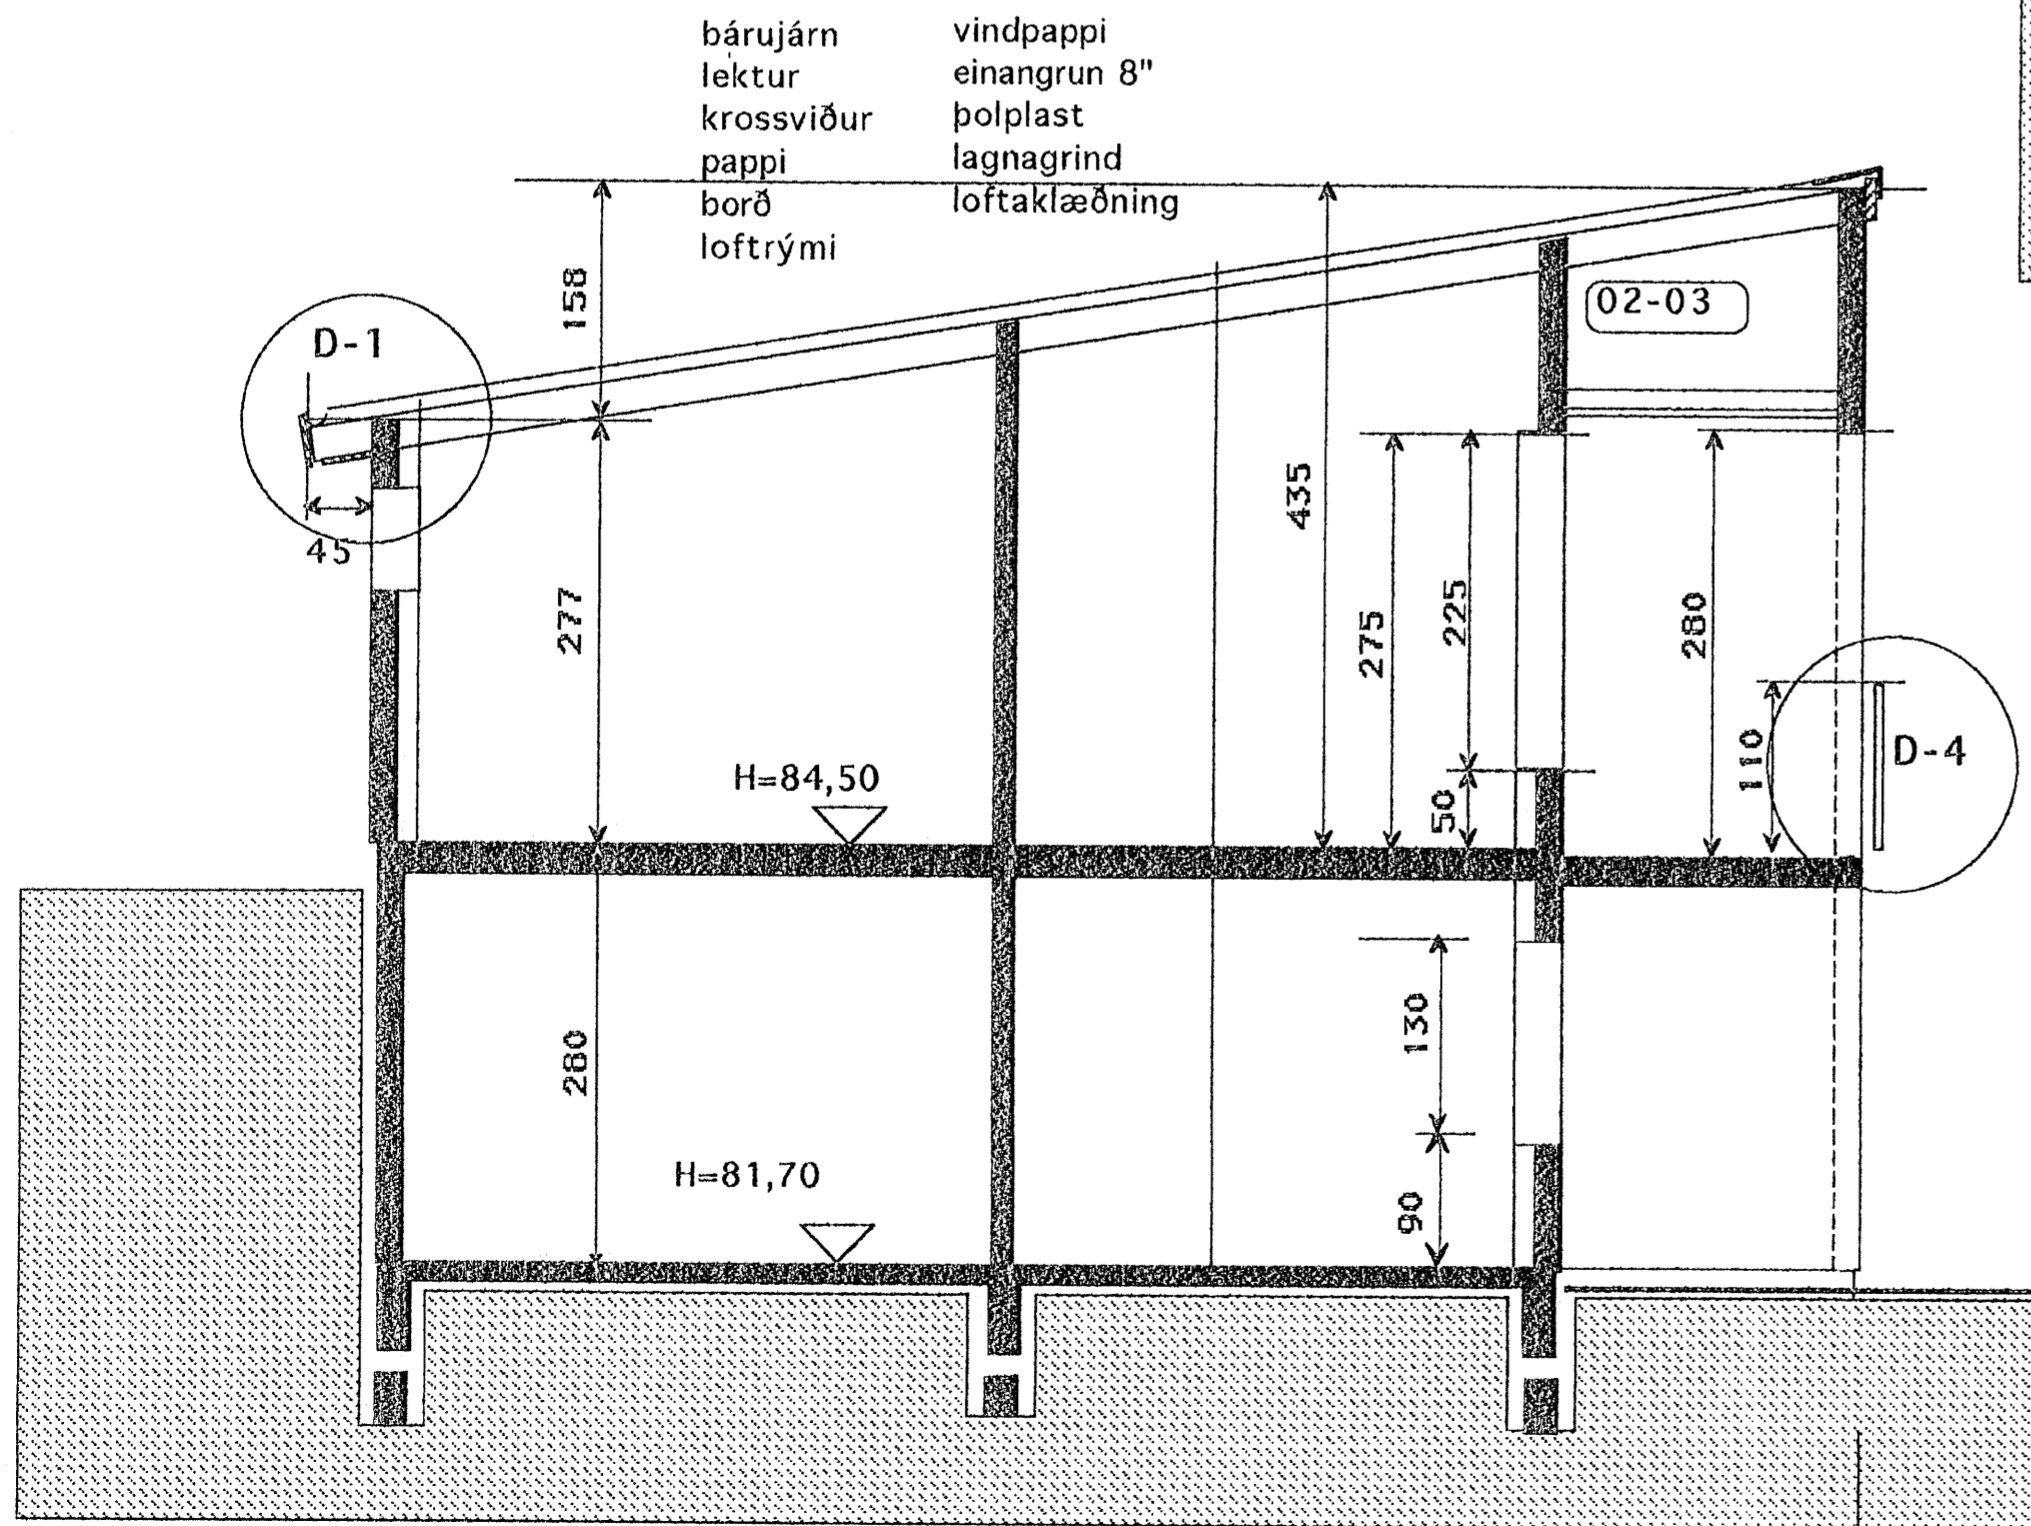 bárujárn
lektur
krossviður
pappi
borð
loftrými
vindpappi
einangrun 8"
þolplast
lagnagrind
loftaklæðning
158
02-03
D-1
435
45
277
275
225
280
110
D-4
H=84,50
50
130
280
H=81,70
90